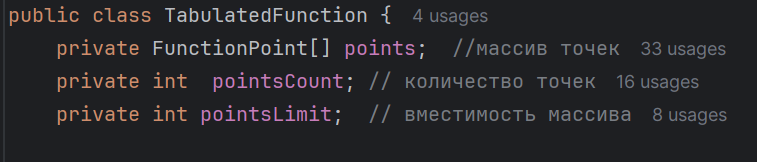 public class TabulatedFunction { 4 usages
private FunctionPoint[] points; //массив точек 33 usages
private int pointsCount; // количество точек 16 usages
private int pointsLimit; // вместимость массива 8 usages